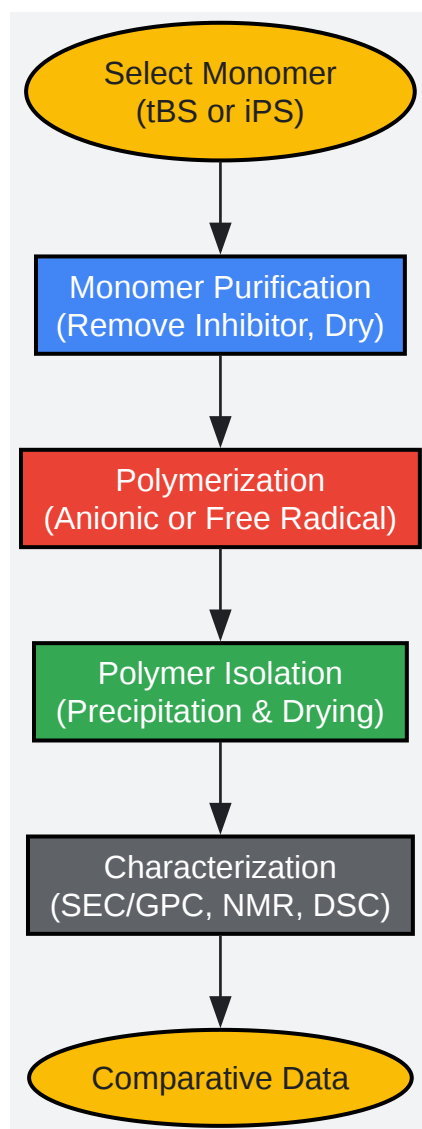 Select Monomer
(tBS or iPS)
Monomer Purification
(Remove Inhibitor, Dry)
Polymerization
(Anionic or Free Radical)
Polymer Isolation
(Precipitation & Drying)
Characterization
(SEC/GPC, NMR, DSC)
Comparative Data